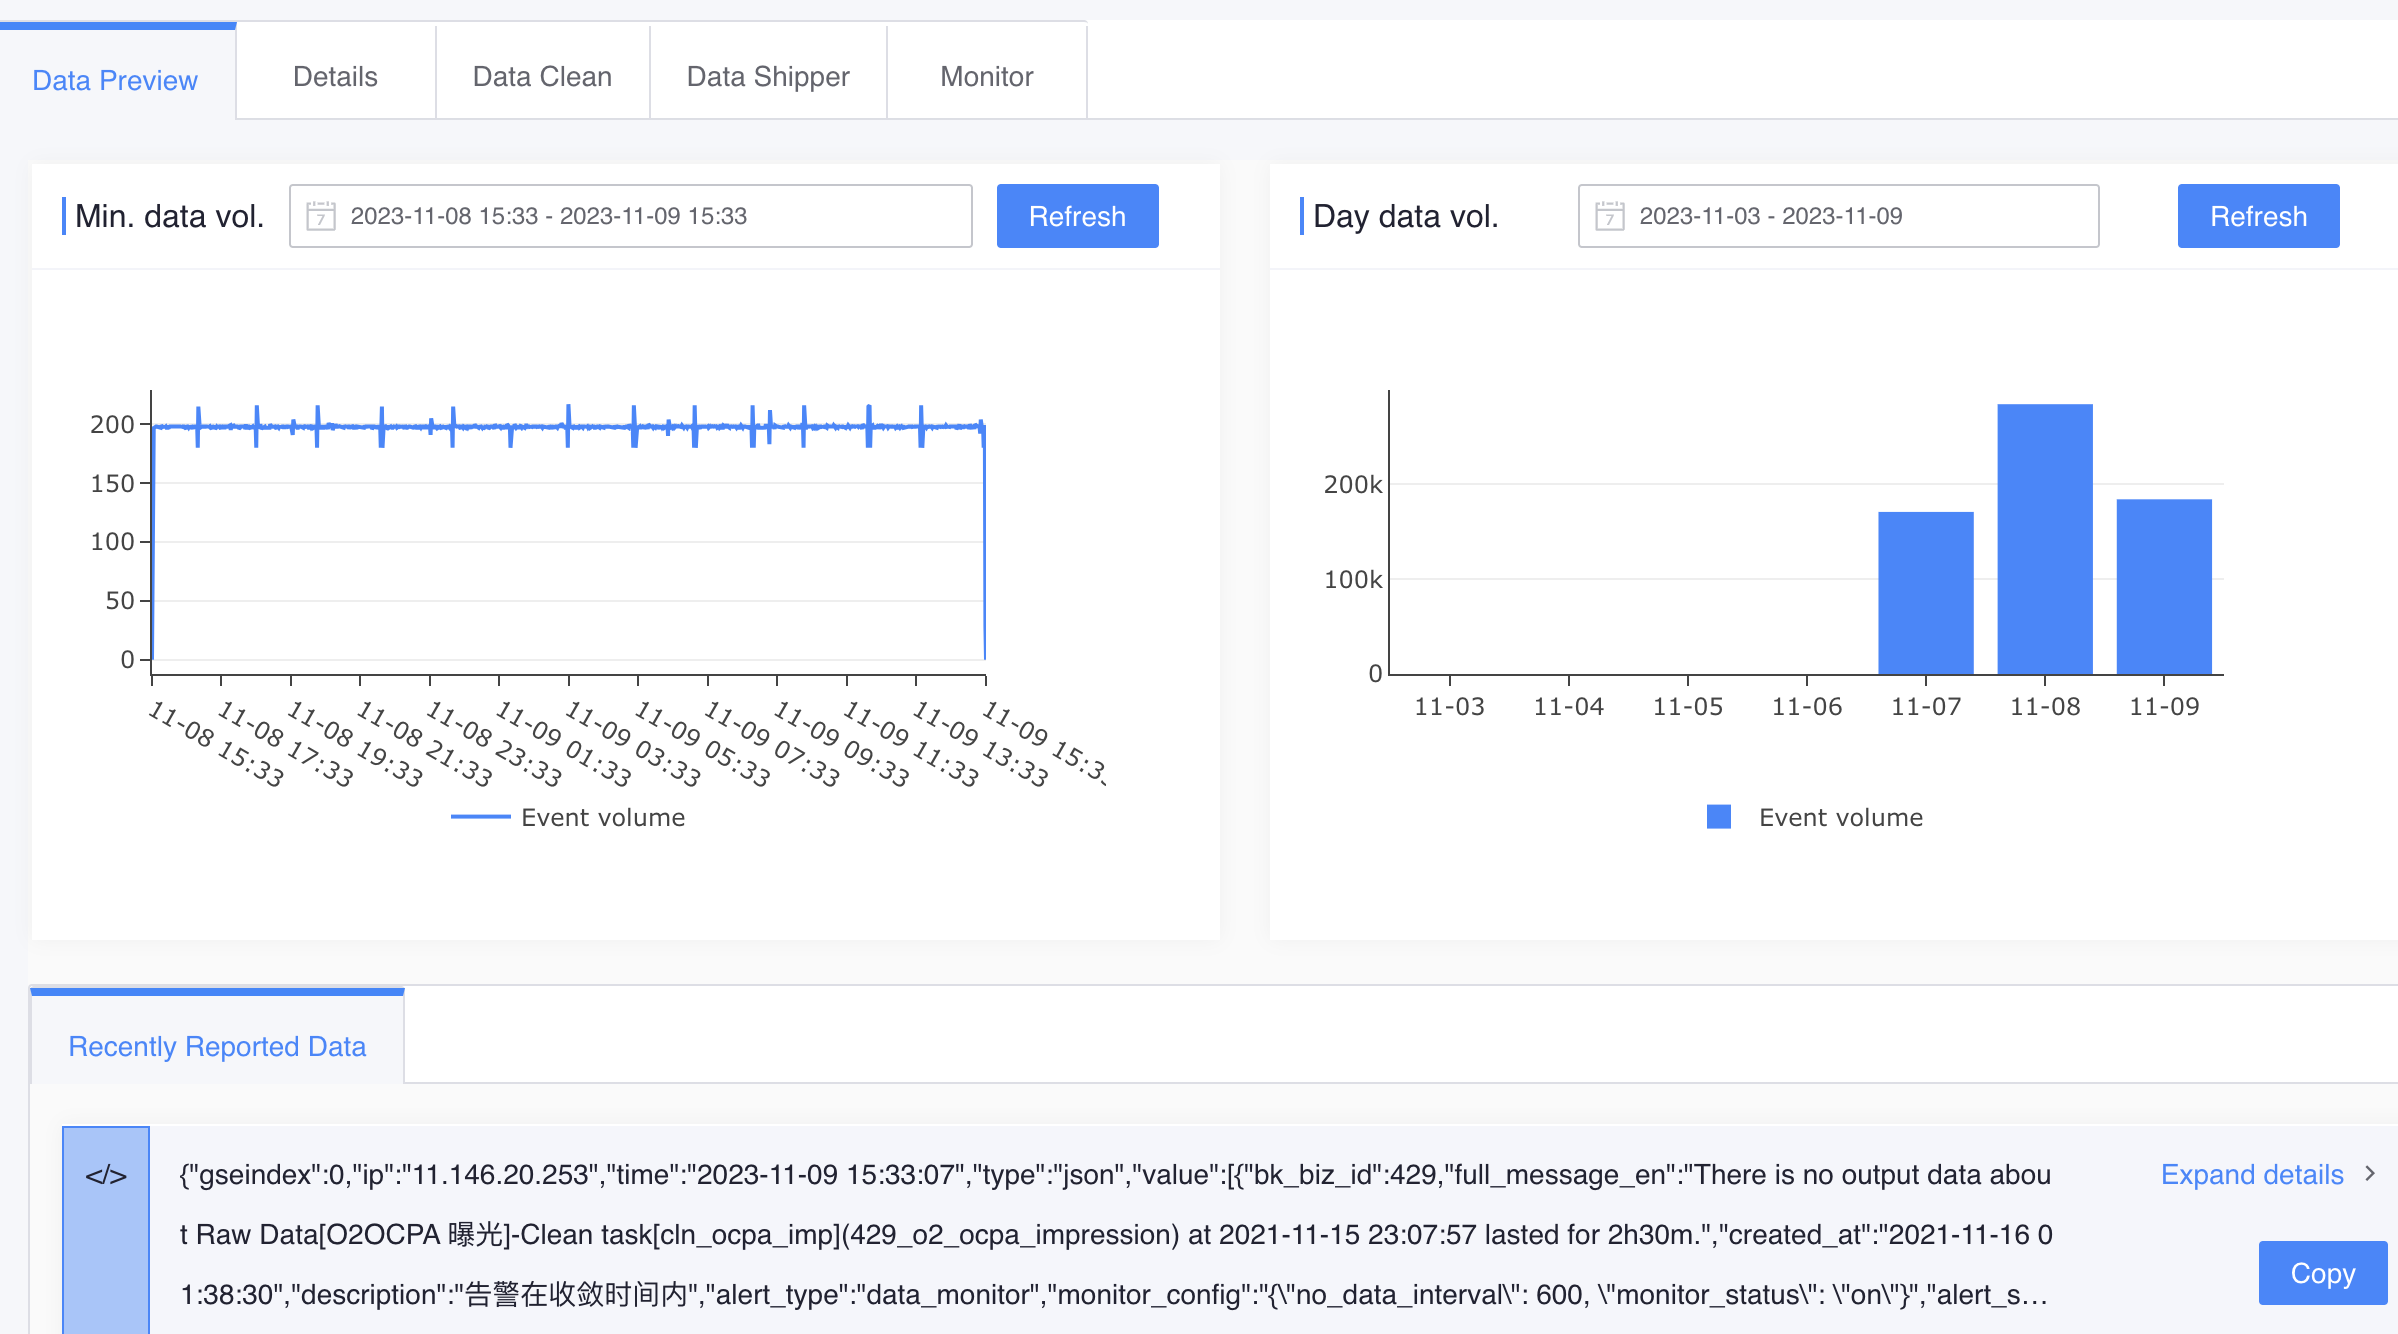 Data Preview
Details
Data Clean
Data Shipper
Monitor
Min. data vol.
7
2023-11-08 15:33 - 2023-11-09 15:33
Refresh
Day data vol.
7
2023-11-03 - 2023-11-09
Refresh
200
150
100
50
0
11-08 15:33
11-08 17:33
11-08 19:33
11-08 21:33
11-08 23:33
11-09 01:33
11-09 03:33
11-09 05:33
11-09 07:33
11-09 09:33
11-09 11:33
11-09 13:33
11-09 15:3
Event volume
200k
100k
0
11-03
11-04
11-05
11-06
11-07
11-08
11-09
Event volume
Recently Reported Data
</>
{"gseindex":0,"ip":"11.146.20.253","time":"2023-11-09 15:33:07","type":"json","value":[{"bk_biz_id":429,"full_message_en":"There is no output data abou
t Raw Data[O2OCPA 曝光]-Clean task[cln_ocpa_imp](429_o2_ocpa_impression) at 2021-11-15 23:07:57 lasted for 2h30m.","created_at":"2021-11-16 0
1:38:30","description":"告警在收敛时间内","alert_type":"data_monitor","monitor_config":"{\"no_data_interval\": 600, \"monitor_status\": \"on\"}","alert_s...
Expand details
Copy